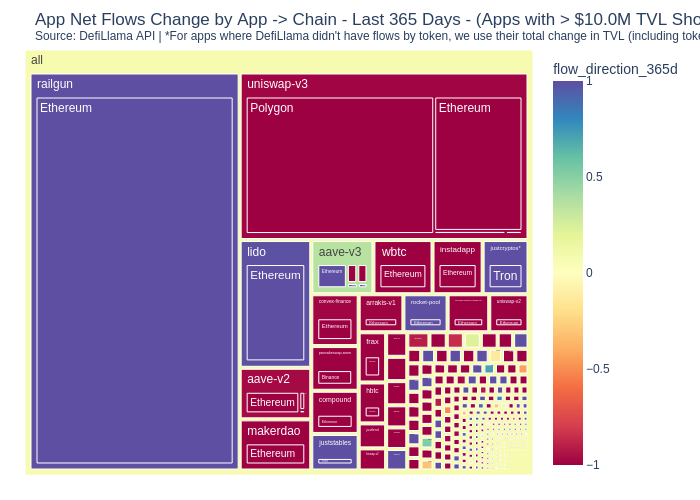 App Net Flows Change by App -> Chain - Last 365 Days - (Apps with > $10.0M TVL Sho
Source: DefiLlama API | *For apps where DefiLlama didn't have flows by token, we use their total change in TVL (including toke
all
railgun
Ethereum
uniswap-v3
Polygon
Ethereum
lido
Ethereum
aave-v3
Ethereum
wbtc
Ethereum
instadapp
Ethereum
justcryptos*
Tron
convex-finance
Ethereum
arrakis-v1
Ethereum
rocket-pool
Ethereum
Ethereum
uniswap-v2
Ethereum
aave-v2
Ethereum
makerdao
Ethereum
pancakeswap-amm
Binance
compound
Ethereum
juststables
frax
hbtc
flow_direction_365d
1
0.5
0
−0.5
−1